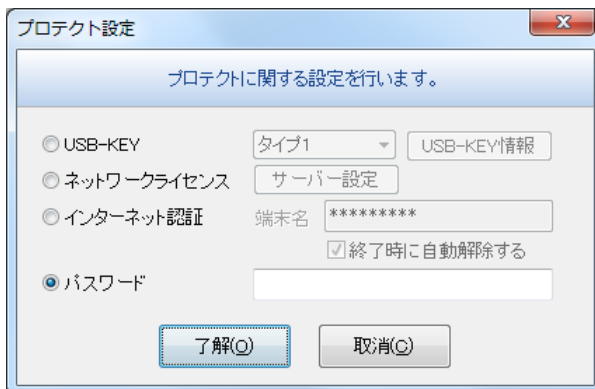 プロテクト設定
プロテクトに関する設定を行います。
USB-KEY タイプ1 USB-KEY情報
ネットワークライセンス サーバー設定
インターネット認証 端末名 *********
終了時に自動解除する
パスワード
了解(O) 取消(C)